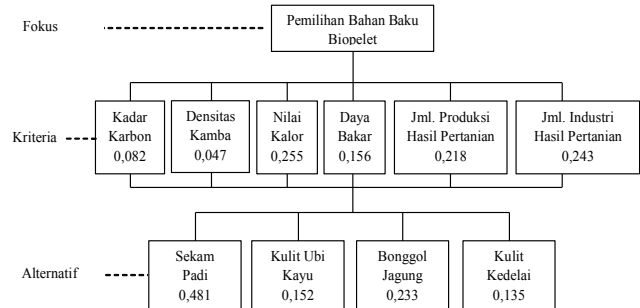 Fokus
Pemilihan Bahan Baku
Biopelet
Kriteria
Kadar
Karbon
0,082
Densitas
Kamba
0,047
Nilai
Kalor
0,255
Daya
Bakar
0,156
Jml. Produksi
Hasil Pertanian
0,218
Jml. Industri
Hasil Pertanian
0,243
Alternatif
Sekam
Padi
0,481
Kulit Ubi
Kayu
0,152
Bonggol
Jagung
0,233
Kulit
Kedelai
0,135